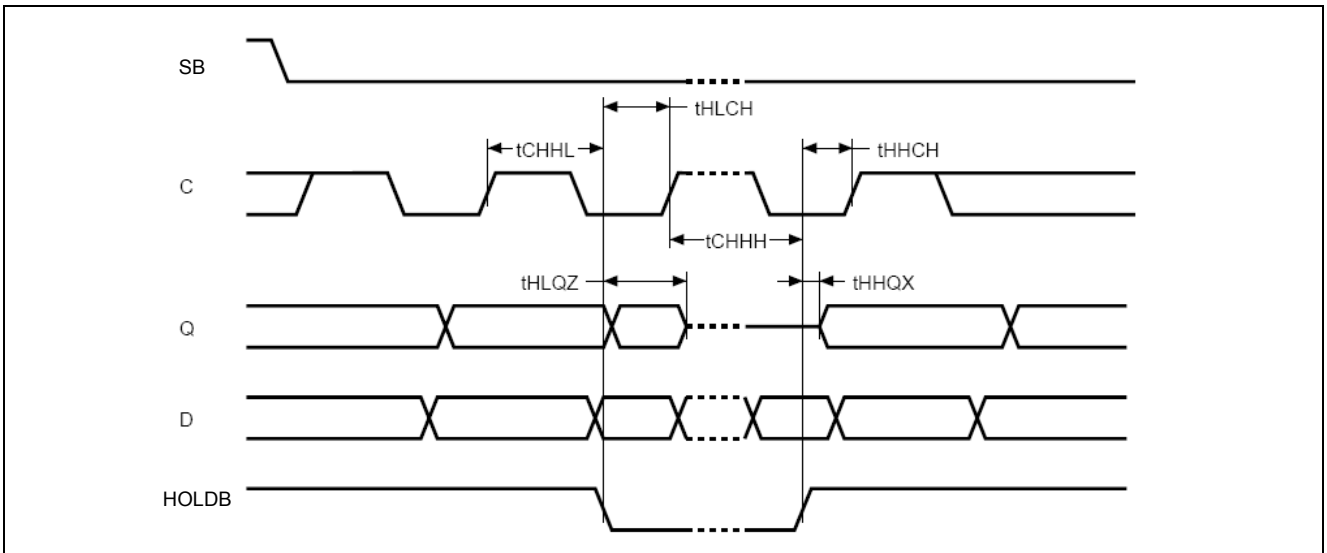 SB
tHLCH
tCHHL
tHHCH
C
tCHHH
tHLQZ
tHHQX
Q
D
HOLDB